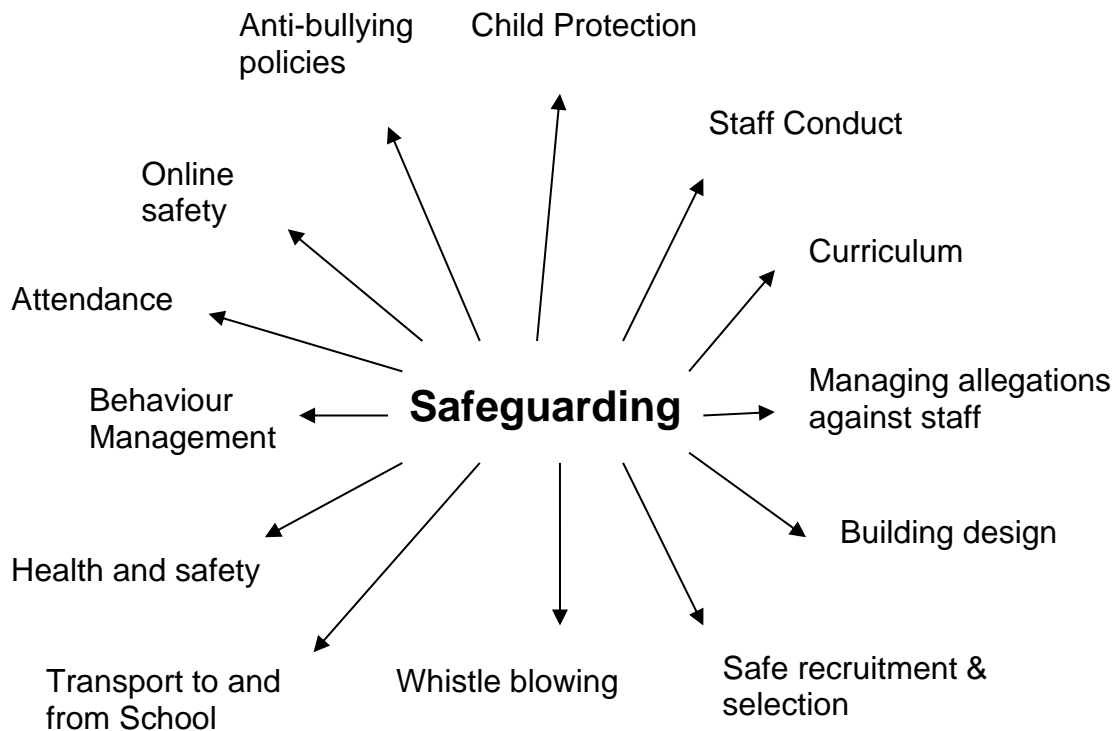 Anti-bullying
policies
Child Protection
Staff Conduct
Online
safety
Curriculum
Attendance
Behaviour
Management
Safeguarding
Managing allegations
against staff
Building design
Health and safety
Transport to and
from School
Whistle blowing
Safe recruitment &
selection